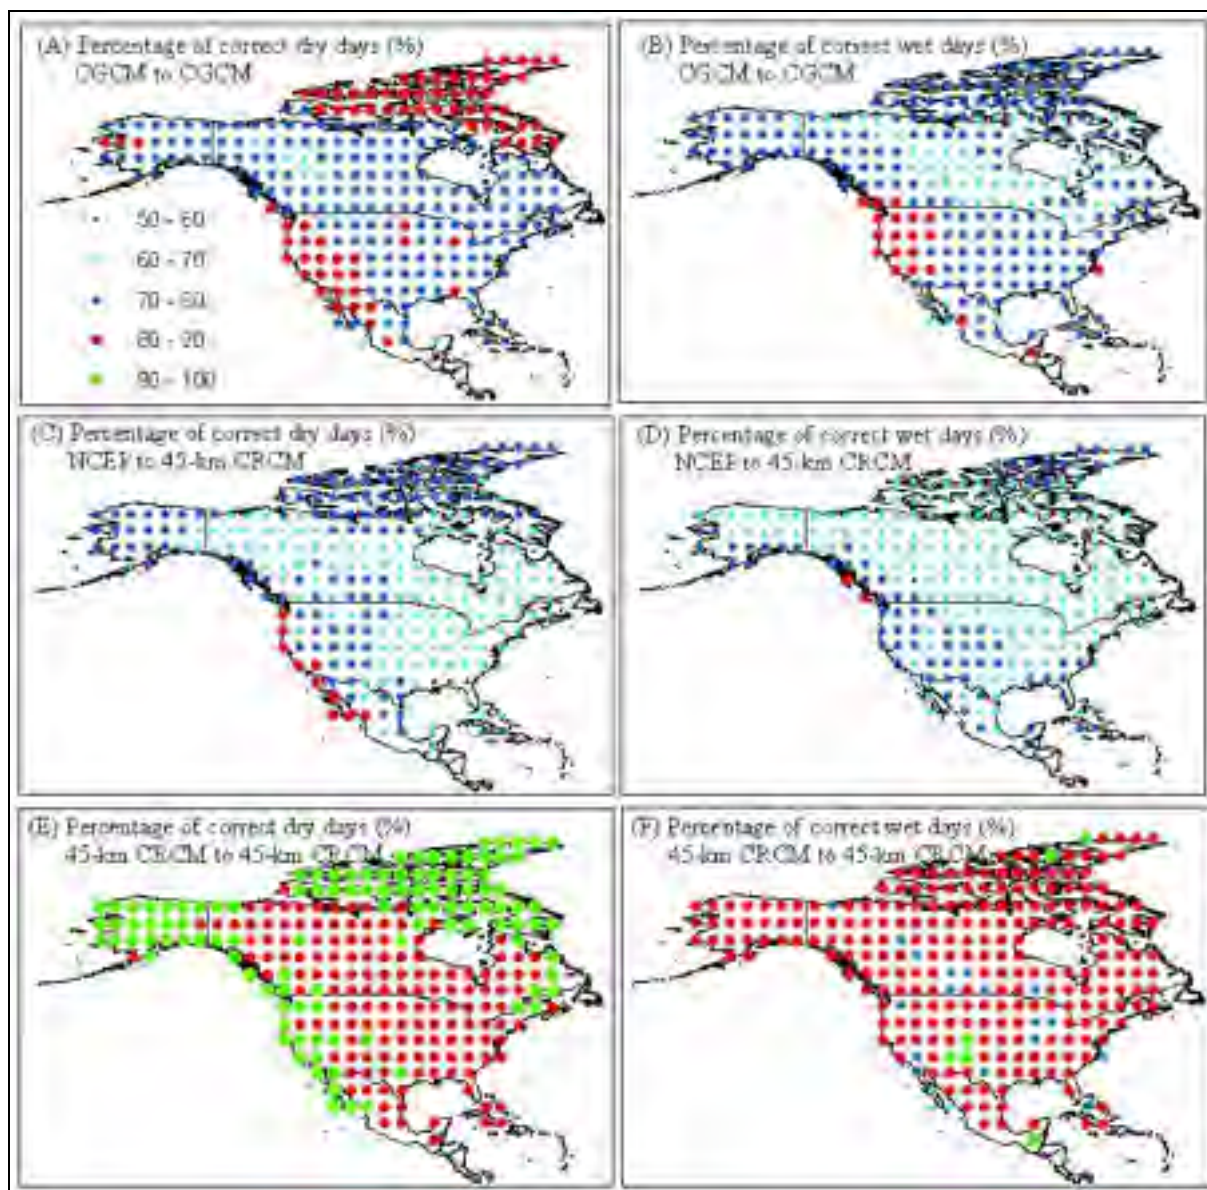 (A) Percentage of correct dry days (%)
CGCM to CGCM
50 - 60
60 - 70
70 - 80
80 - 90
90 - 100
(B) Percentage of correct wet days (%)
CGCM to CGCM
(C) Percentage of correct dry days (%)
NCEP to 45-km CRCM
(D) Percentage of correct wet days (%)
NCEP to 45-km CRCM
(E) Percentage of correct dry days (%)
45-km CRCM to 45-km CRCM
(F) Percentage of correct wet days (%)
45-km CRCM to 45-km CRCM